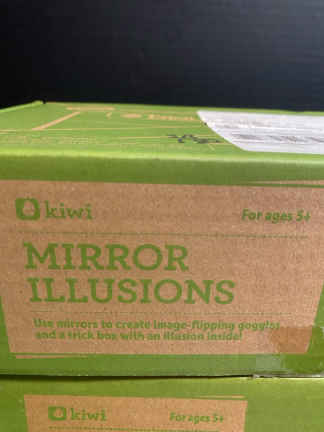 kiwi
For ages 5+
MIRROR
ILLUSIONS
Use mirrors to create image-flipping goggles
and a trick box with an illusion inside!
kiwi
For ages 5+